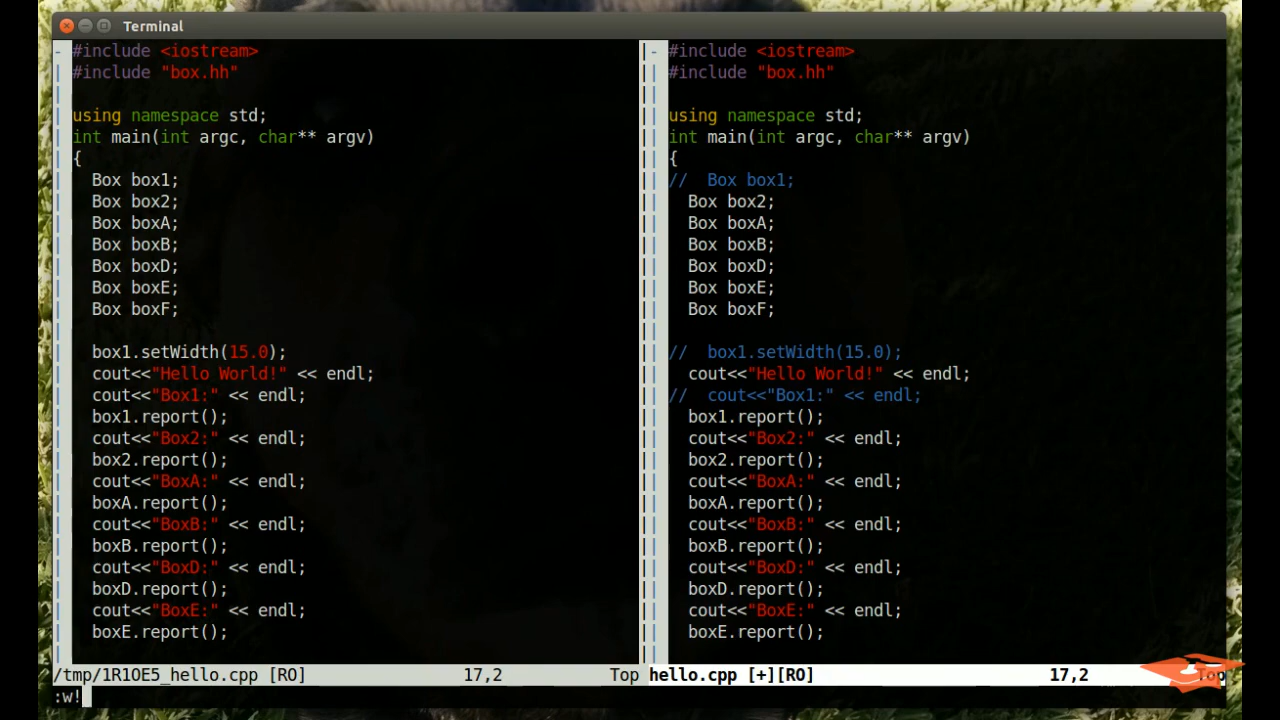 Terminal
#include <iostream>
#include "box.hh"
using namespace std;
int main(int argc, char** argv)
{
Box box1;
Box box2;
Box boxA;
Box boxB;
Box boxD;
Box boxE;
Box boxF;
box1.setWidth(15.0);
cout<<"Hello World!" << endl;
cout<<"Box1:" << endl;
box1.report();
cout<<"Box2:" << endl;
box2.report();
cout<<"BoxA:" << endl;
boxA.report();
cout<<"BoxB:" << endl;
boxB.report();
cout<<"BoxD:" << endl;
boxD.report();
cout<<"BoxE:" << endl;
boxE.report();
/tmp/1R1OE5_hello.cpp [RO] 17,2 Top
#include <iostream>
#include "box.hh"
using namespace std;
int main(int argc, char** argv)
{
//  Box box1;
Box box2;
Box boxA;
Box boxB;
Box boxD;
Box boxE;
Box boxF;
//  box1.setWidth(15.0);
cout<<"Hello World!" << endl;
//  cout<<"Box1:" << endl;
box1.report();
cout<<"Box2:" << endl;
box2.report();
cout<<"BoxA:" << endl;
boxA.report();
cout<<"BoxB:" << endl;
boxB.report();
cout<<"BoxD:" << endl;
boxD.report();
cout<<"BoxE:" << endl;
boxE.report();
hello.cpp [+][RO] 17,2 Top
:w!